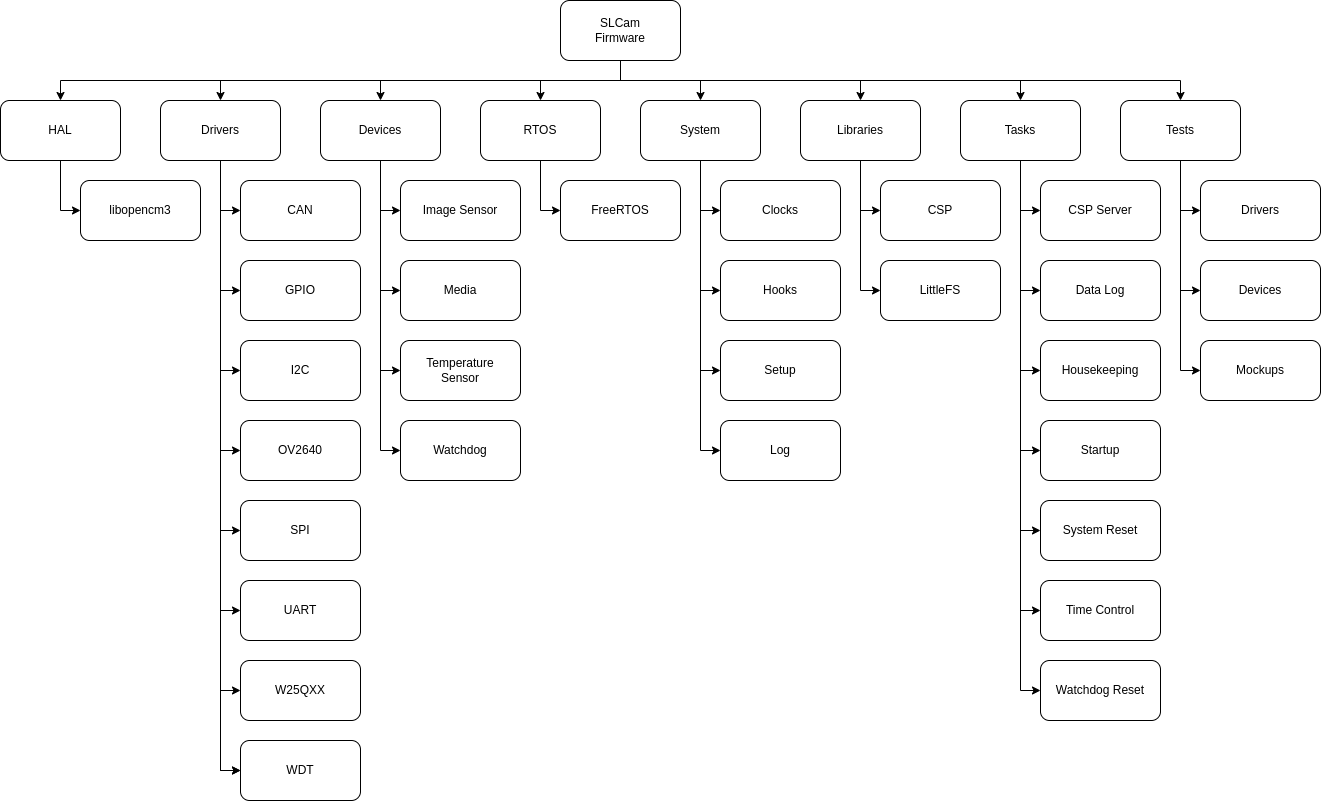 SLCam
Firmware
HAL
Drivers
Devices
RTOS
System
Libraries
Tasks
Tests
libopencm3
CAN
GPIO
I2C
OV2640
SPI
UART
W25QXX
WDT
Image Sensor
Media
Temperature
Sensor
Watchdog
FreeRTOS
Clocks
Hooks
Setup
Log
CSP
LittleFS
CSP Server
Data Log
Housekeeping
Startup
System Reset
Time Control
Watchdog Reset
Drivers
Devices
Mockups